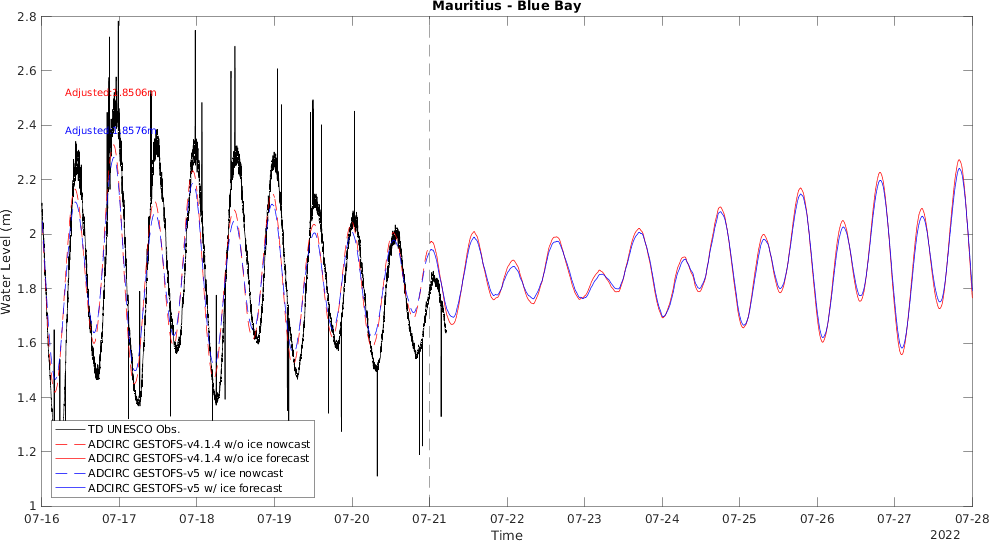 Mauritius - Blue Bay
2.8
2.6
2.4
2.2
2
1.8
1.6
1.4
1.2
1
Water Level (m)
Adjusted:1.8506m
Adjusted:1.8576m
TD UNESCO Obs.
ADCIRC GESTOFS-v4.1.4 w/o ice nowcast
ADCIRC GESTOFS-v4.1.4 w/o ice forecast
ADCIRC GESTOFS-v5 w/ ice nowcast
ADCIRC GESTOFS-v5 w/ ice forecast
07-16 07-17 07-18 07-19 07-20 07-21 07-22 07-23 07-24 07-25 07-26 07-27 07-28
Time
2022